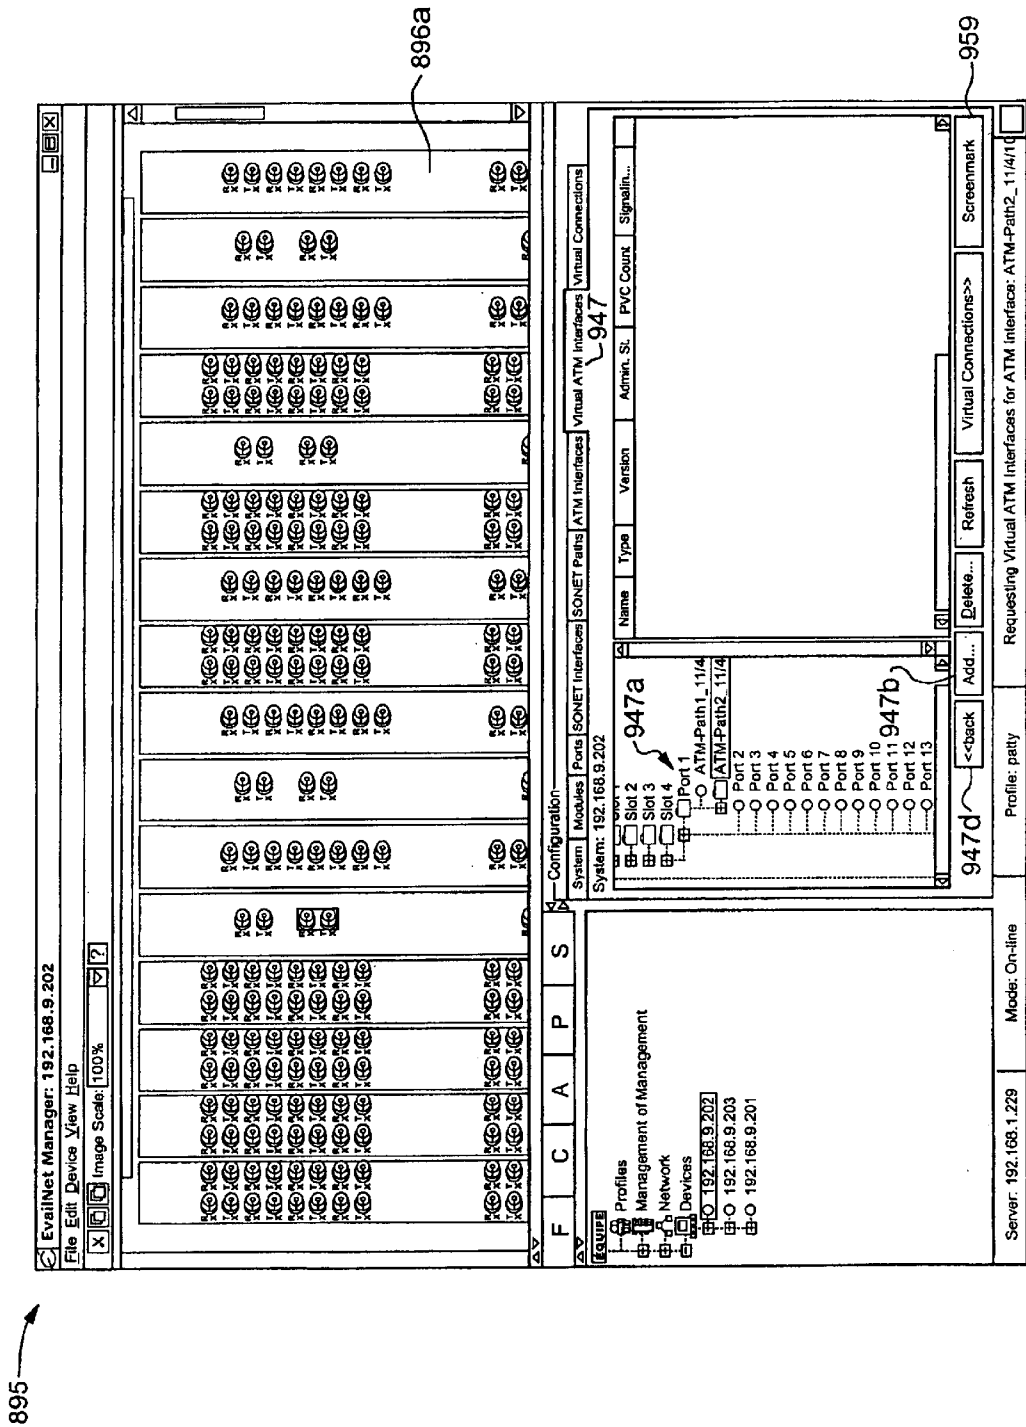 895
EvailNet Manager: 192.168.9.202
File Edit Device View Help
Image Scale: 100% ?
896a
F C A P S
EQUIPE
Profiles
Management of Management
Network
Devices
192.168.9.202
192.168.9.203
192.168.9.201
Configuration
System Modules Ports SONET Interfaces SONET Paths ATM Interfaces Virtual ATM Interfaces Virtual Connections
947
System: 192.168.9.202
Slot 2
Slot 3
Slot 4
Port 1
ATM-Path1_11/4
ATM-Path2_11/4
Port 2
Port 3
Port 4
Port 5
Port 6
Port 7
Port 8
Port 9
Port 10
Port 11
Port 12
Port 13
947a
947b
Name Type Version Admin. St. PVC Count Signalin...
947d
<<back Add... Delete... Refresh Virtual Connections>> Screenmark
959
Server: 192.168.1.229 Mode: On-line Profile: patty Requesting Virtual ATM Interfaces for ATM Interface: ATM-Path2_11/4/10